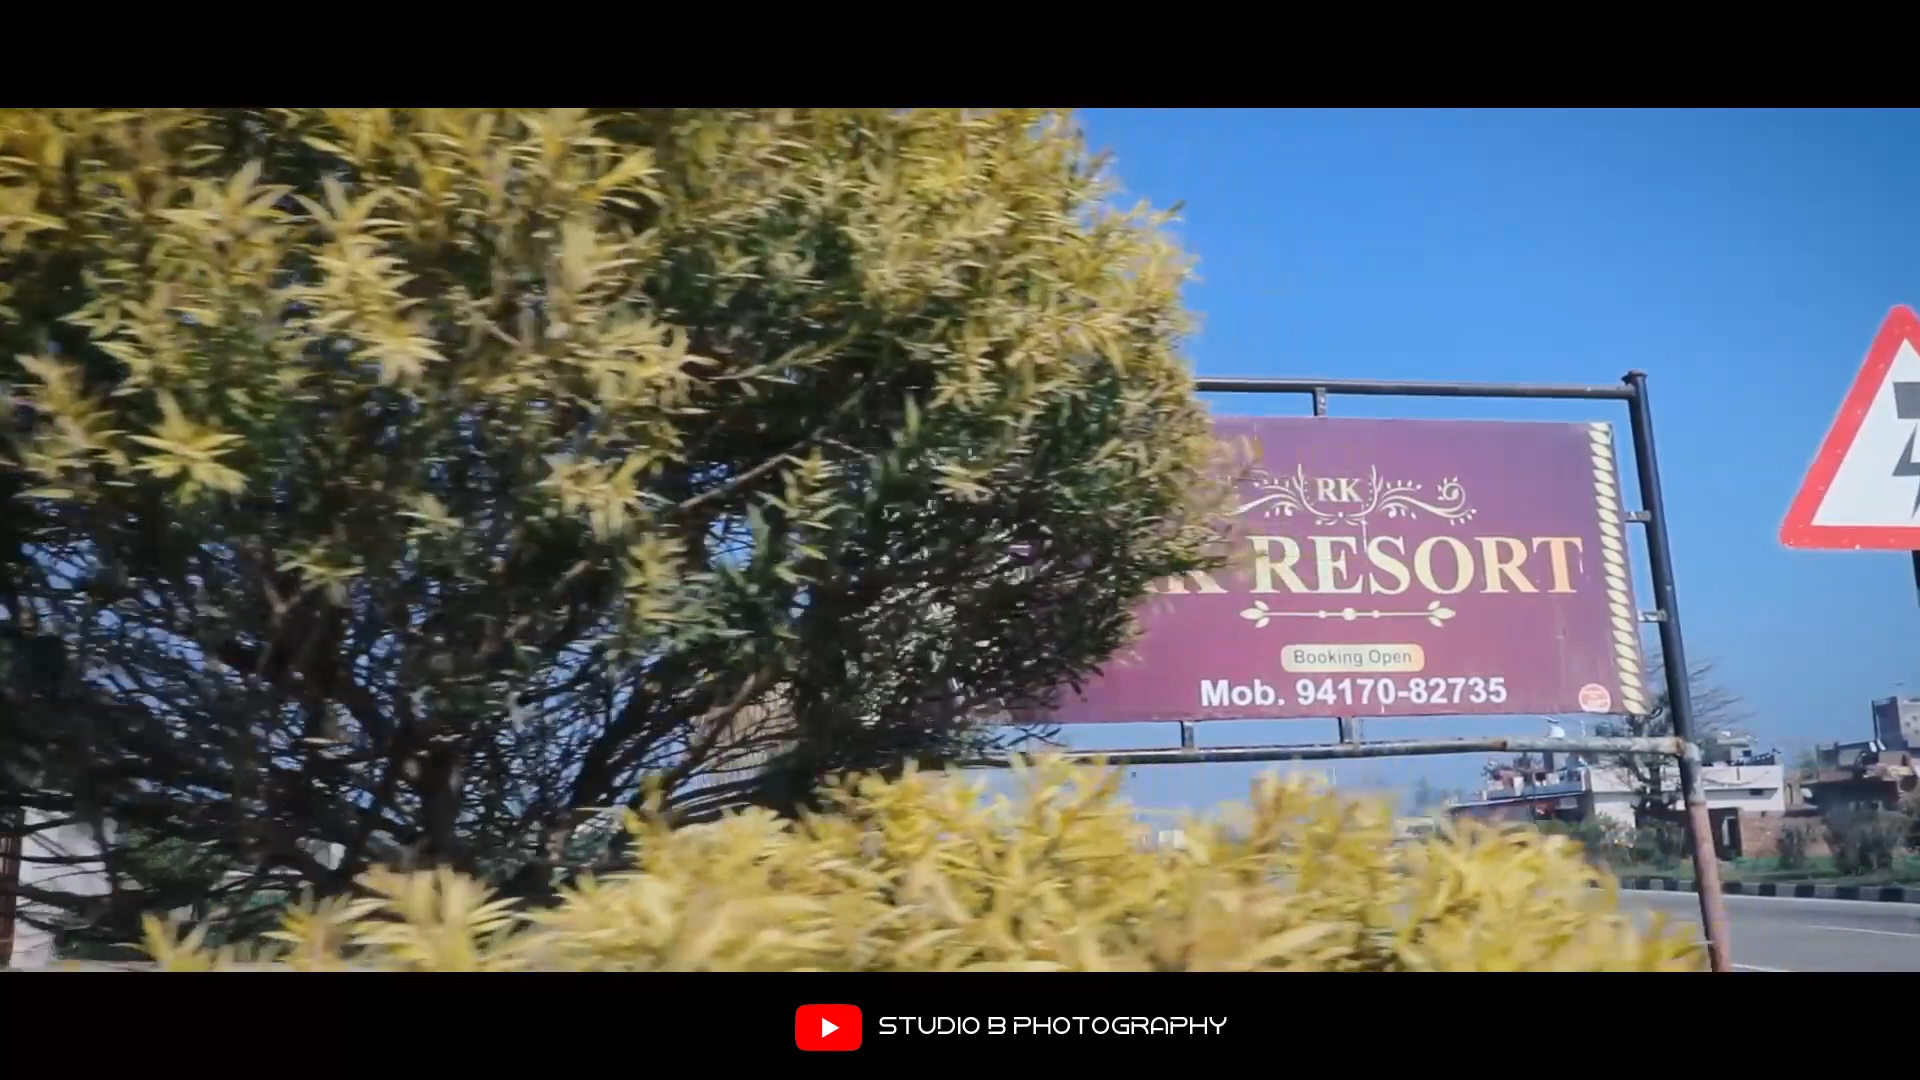 RK
RESORT
Booking Open
Mob. 94170-82735
STUDIO B PHOTOGRAPHY